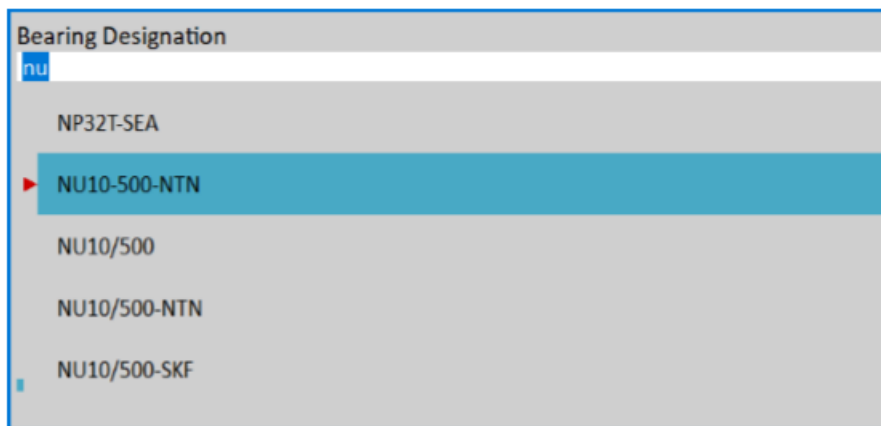 Bearing Designation
nu
NP32T-SEA
NU10-500-NTN
NU10/500
NU10/500-NTN
NU10/500-SKF